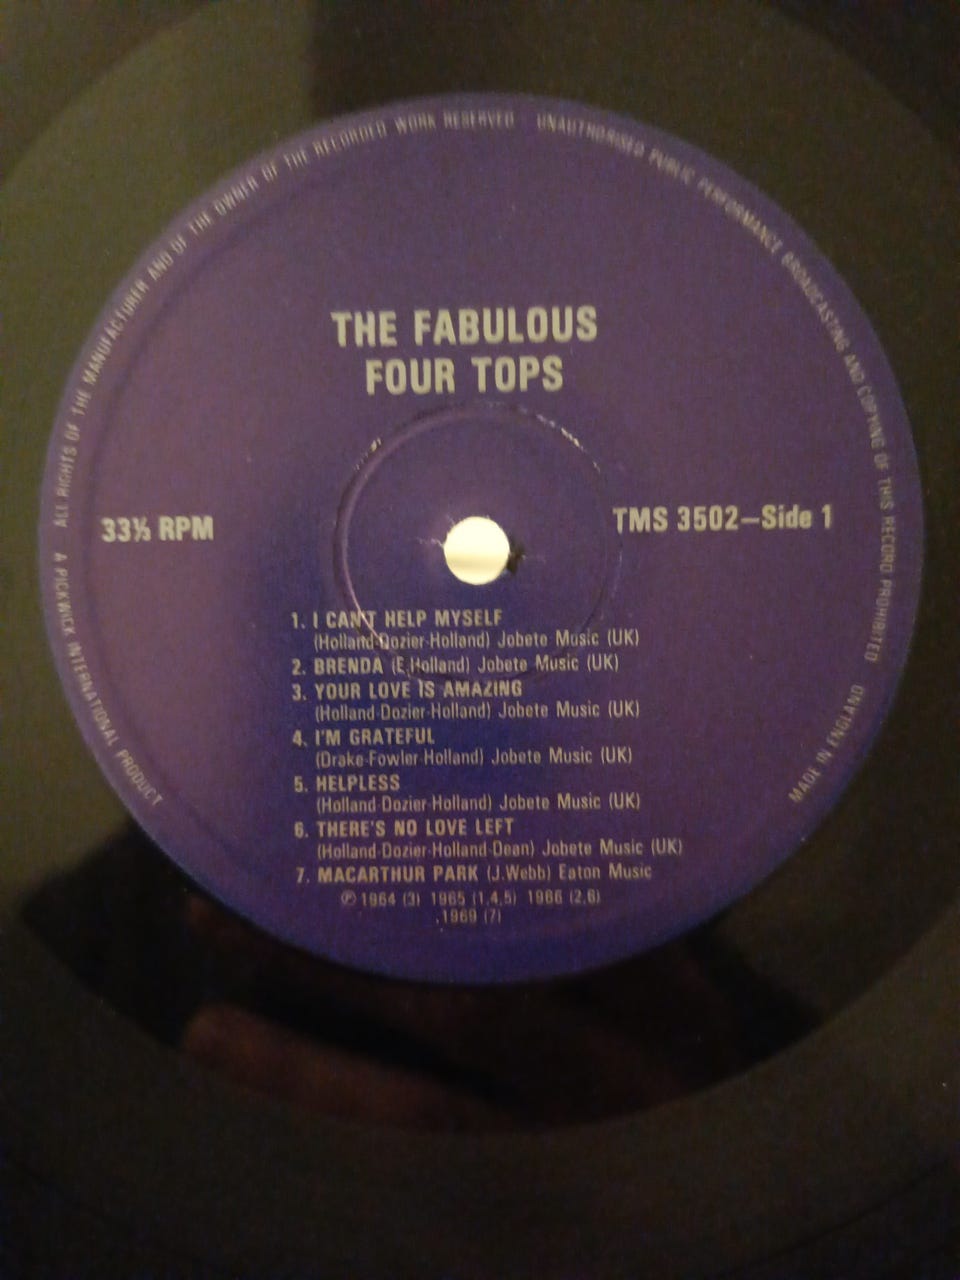 ALL RIGHTS OF THE MANUFACTURER AND OF THE OWNER OF THE RECORDED WORK RESERVED
UNAUTHORISED PUBLIC PERFORMANCE BROADCASTING AND COPYING OF THIS RECORD PROHIBITED
THE FABULOUS
FOUR TOPS
33⅓ RPM
TMS 3502–Side 1
1. I CAN'T HELP MYSELF
(Holland-Dozier-Holland) Jobete Music (UK)
2. BRENDA (E.Holland) Jobete Music (UK)
3. YOUR LOVE IS AMAZING
(Holland-Dozier-Holland) Jobete Music (UK)
4. I'M GRATEFUL
(Drake-Fowler-Holland) Jobete Music (UK)
5. HELPLESS
(Holland-Dozier-Holland) Jobete Music (UK)
6. THERE'S NO LOVE LEFT
(Holland-Dozier-Holland-Dean) Jobete Music (UK)
7. MACARTHUR PARK (J.Webb) Eaton Music
℗ 1964 (3) 1965 (1,4,5) 1966 (2,6)
1969 (7)
A PICKWICK INTERNATIONAL PRODUCT
MADE IN ENGLAND